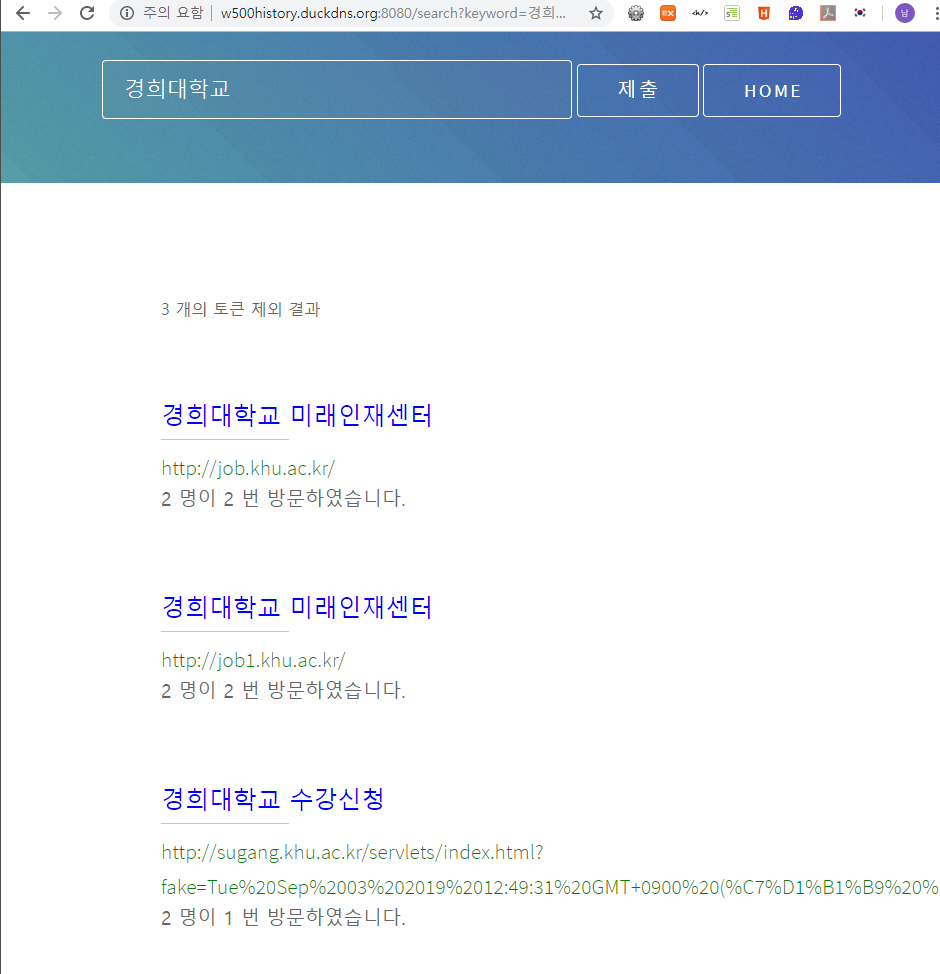 주의 요함 | w500history.duckdns.org:8080/search?keyword=경희...
남
경희대학교 제출 HOME
3 개의 토큰 제외 결과
경희대학교 미래인재센터
http://job.khu.ac.kr/
2 명이 2 번 방문하였습니다.
경희대학교 미래인재센터
http://job1.khu.ac.kr/
2 명이 2 번 방문하였습니다.
경희대학교 수강신청
http://sugang.khu.ac.kr/servlets/index.html?
fake=Tue%20Sep%2003%202019%2012:49:31%20GMT+0900%20(%C7%D1%B1%B9%20%
2 명이 1 번 방문하였습니다.